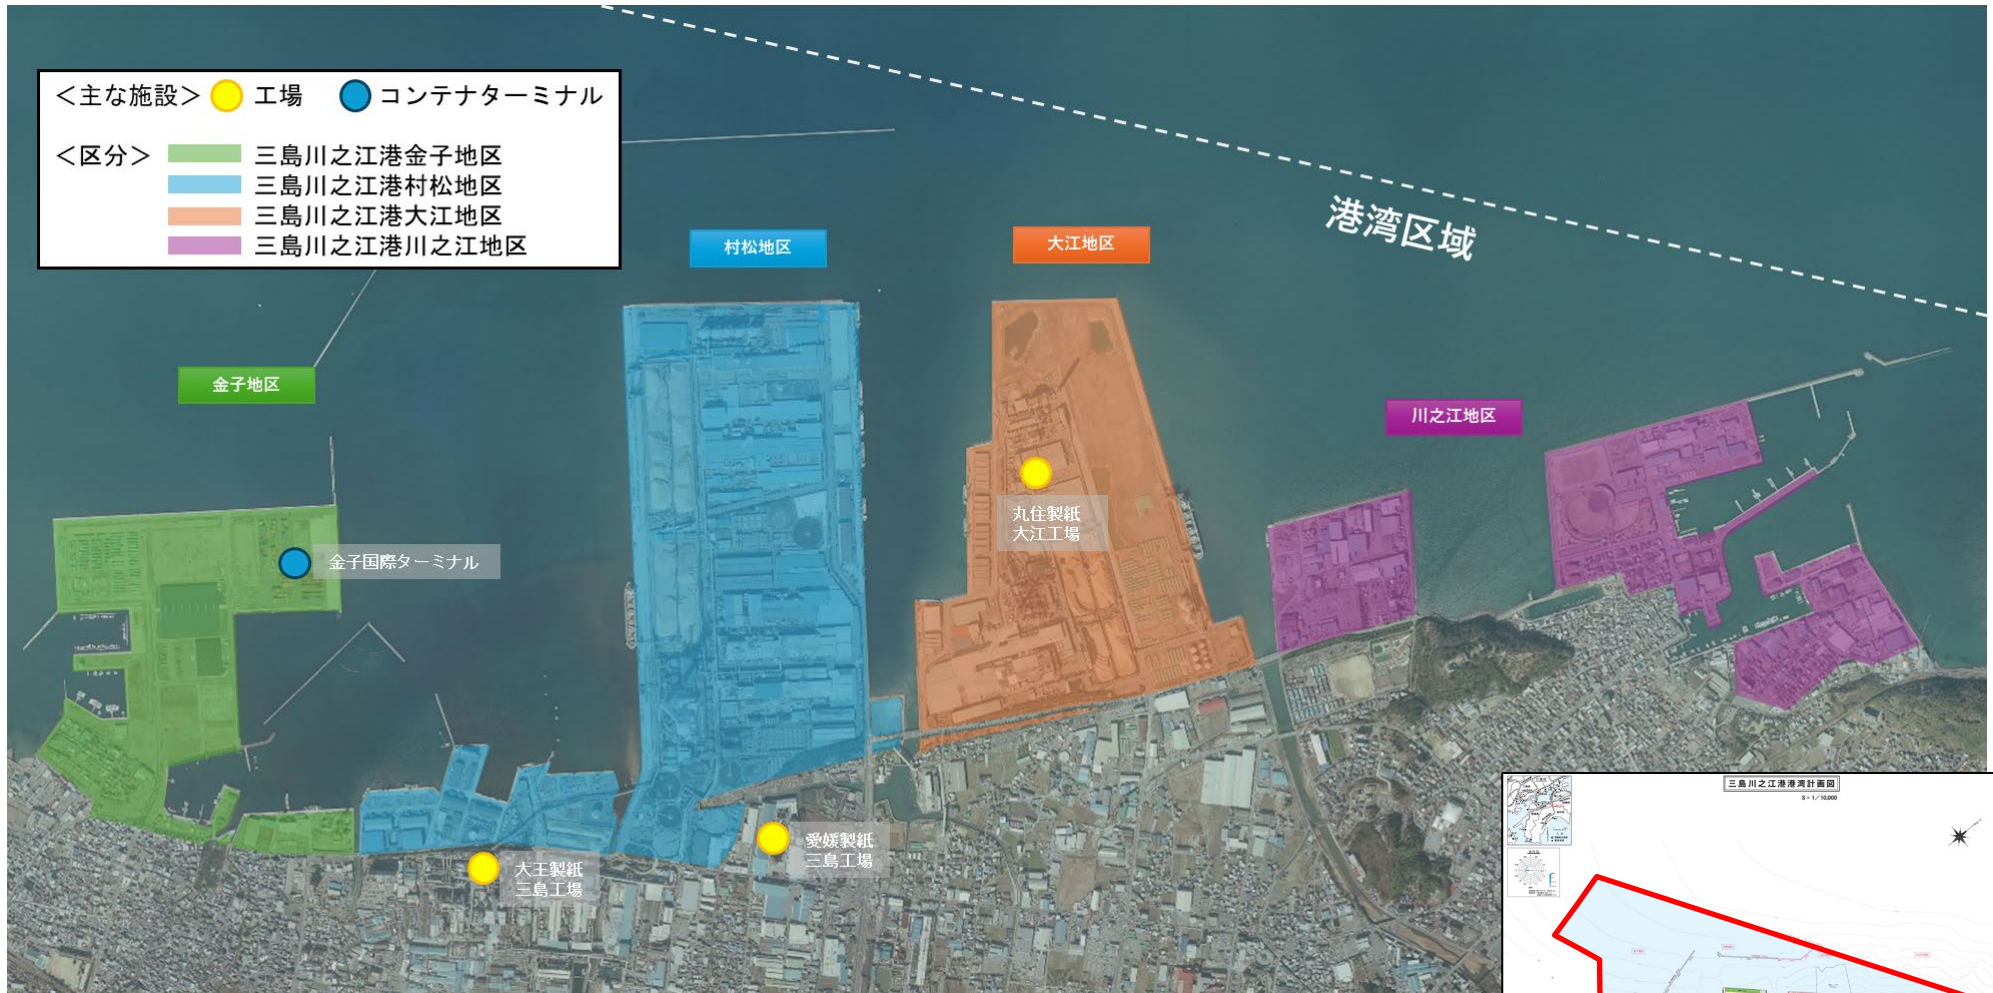 ＜主な施設＞ 工場 コンテナターミナル
＜区分＞ 三島川之江港金子地区
三島川之江港村松地区
三島川之江港大江地区
三島川之江港川之江地区
港湾区域
村松地区
大江地区
金子地区
川之江地区
丸住製紙
大江工場
金子国際ターミナル
愛媛製紙
三島工場
大王製紙
三島工場
三島川之江港港湾計画図
S＝1／10,000